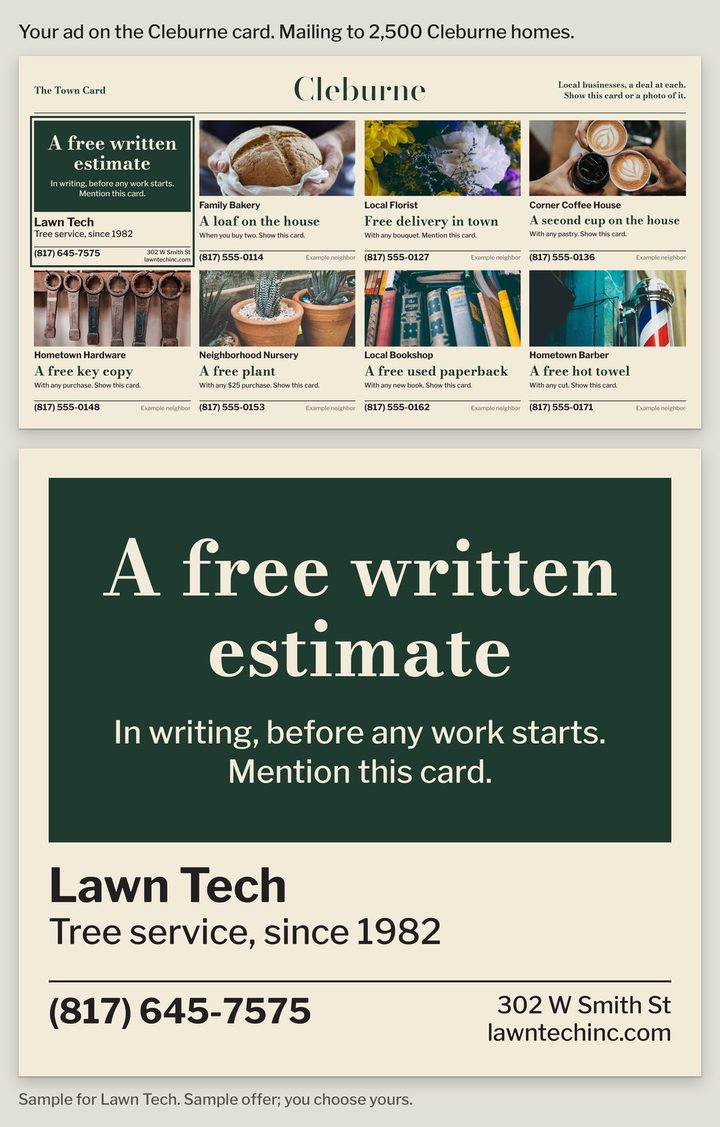 Your ad on the Cleburne card. Mailing to 2,500 Cleburne homes.
The Town Card
Cleburne
Local businesses, a deal at each.
Show this card or a photo of it.
A free written
estimate
In writing, before any work starts.
Mention this card.
Lawn Tech
Tree service, since 1982
(817) 645-7575
302 W Smith St
lawntechinc.com
Family Bakery
A loaf on the house
When you buy two. Show this card.
(817) 555-0114
Example neighbor
Local Florist
Free delivery in town
With any bouquet. Mention this card.
(817) 555-0127
Example neighbor
Corner Coffee House
A second cup on the house
With any pastry. Show this card.
(817) 555-0136
Example neighbor
Hometown Hardware
A free key copy
With any purchase. Show this card.
(817) 555-0148
Example neighbor
Neighborhood Nursery
A free plant
With any $25 purchase. Show this card.
(817) 555-0153
Example neighbor
Local Bookshop
A free used paperback
With any new book. Show this card.
(817) 555-0162
Example neighbor
Hometown Barber
A free hot towel
With any cut. Show this card.
(817) 555-0171
Example neighbor
A free written
estimate
In writing, before any work starts.
Mention this card.
Lawn Tech
Tree service, since 1982
(817) 645-7575
302 W Smith St
lawntechinc.com
Sample for Lawn Tech. Sample offer; you choose yours.